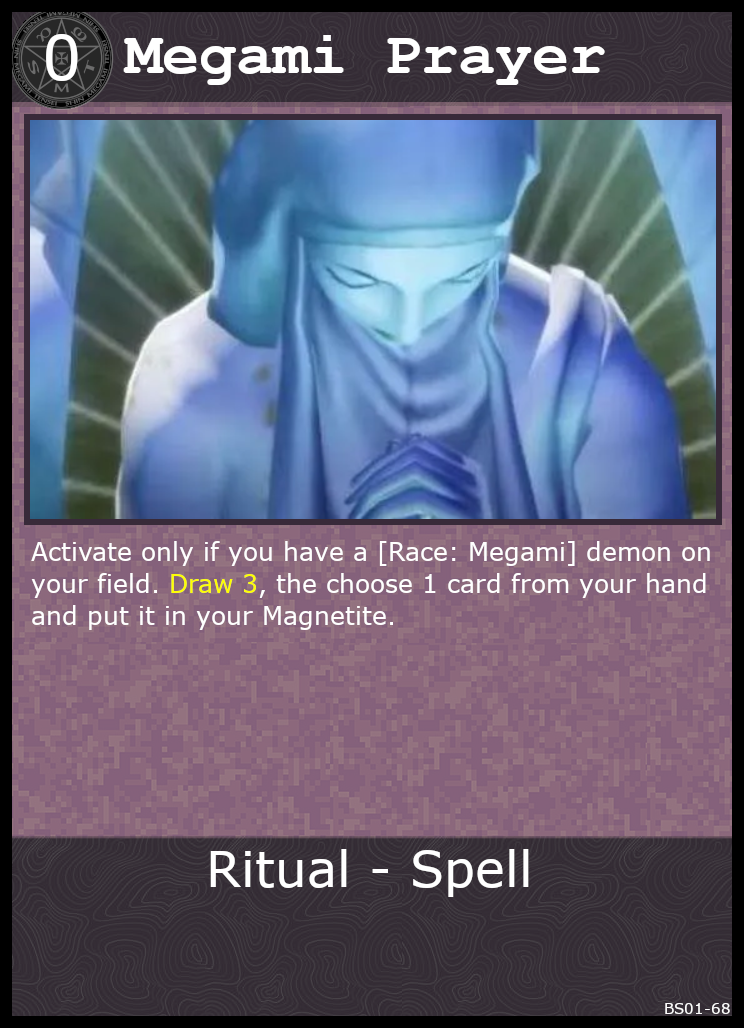 0 Megami Prayer
Activate only if you have a [Race: Megami] demon on
your field. Draw 3, the choose 1 card from your hand
and put it in your Magnetite.
Ritual - Spell
BS01-68